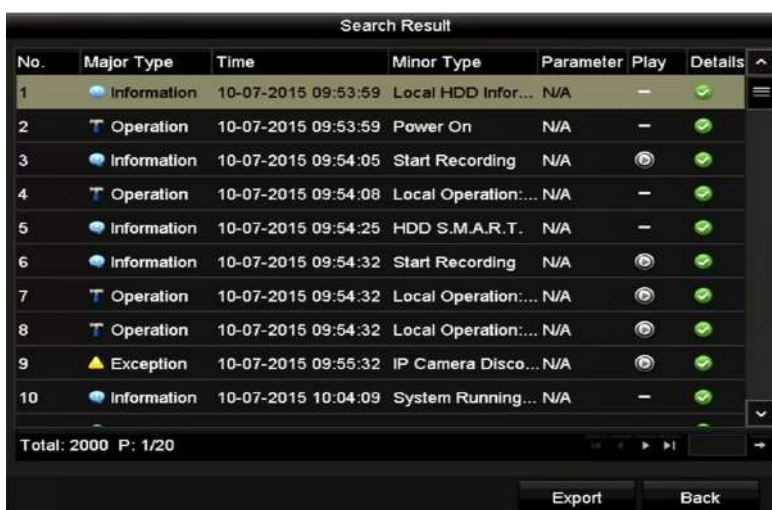 Search Result
No. Major Type Time Minor Type Parameter Play Details
1 Information 10-07-2015 09:53:59 Local HDD Infor... N/A
2 Operation 10-07-2015 09:53:59 Power On N/A
3 Information 10-07-2015 09:54:05 Start Recording N/A
4 Operation 10-07-2015 09:54:08 Local Operation:... N/A
5 Information 10-07-2015 09:54:25 HDD S.M.A.R.T. N/A
6 Information 10-07-2015 09:54:32 Start Recording N/A
7 Operation 10-07-2015 09:54:32 Local Operation:... N/A
8 Operation 10-07-2015 09:54:32 Local Operation:... N/A
9 Exception 10-07-2015 09:55:32 IP Camera Disco... N/A
10 Information 10-07-2015 10:04:09 System Running... N/A
Total: 2000 P: 1/20
Export Back